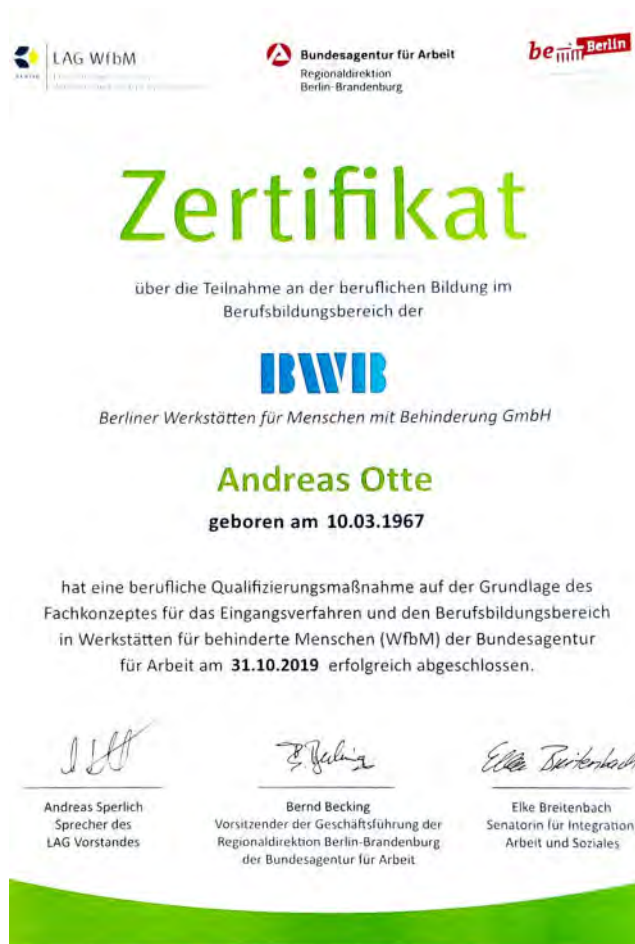 LAG WfbM
Bundesagentur für Arbeit
Regionaldirektion
Berlin-Brandenburg
be Berlin
Zertifikat
über die Teilnahme an der beruflichen Bildung im
Berufsbildungsbereich der
BWB
Berliner Werkstätten für Menschen mit Behinderung GmbH
Andreas Otte
geboren am 10.03.1967
hat eine berufliche Qualifizierungsmaßnahme auf der Grundlage des
Fachkonzeptes für das Eingangsverfahren und den Berufsbildungsbereich
in Werkstätten für behinderte Menschen (WfbM) der Bundesagentur
für Arbeit am 31.10.2019 erfolgreich abgeschlossen.
Elke Breitenbach
Andreas Sperlich
Sprecher des
LAG Vorstandes
Bernd Becking
Vorsitzender der Geschäftsführung der
Regionaldirektion Berlin-Brandenburg
der Bundesagentur für Arbeit
Elke Breitenbach
Senatorin für Integration
Arbeit und Soziales